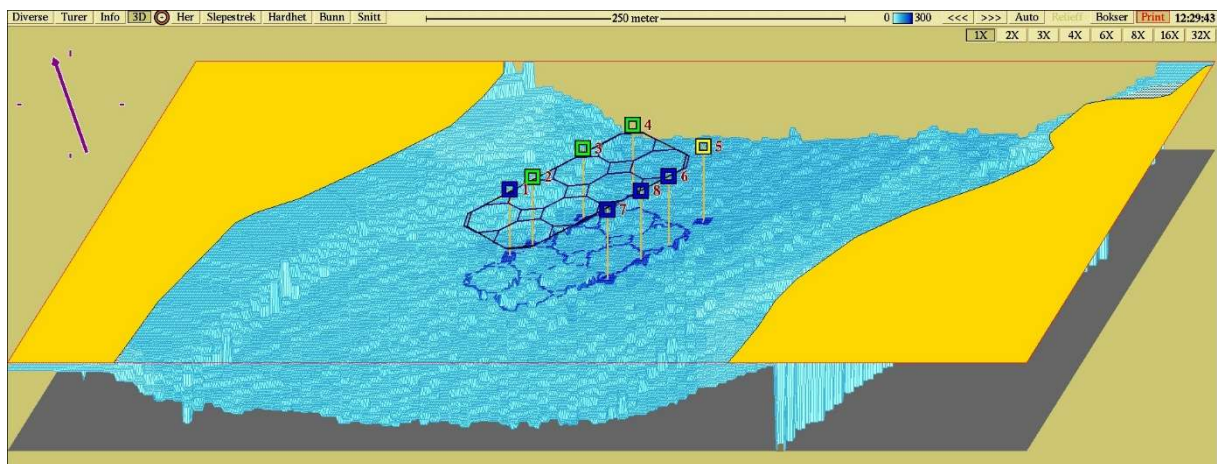 Diverse Turer Info 3D Her Slepestrek Hardhet Bunn Snitt 250 meter 0 300 <<< >>> Auto Relieff Bokser Print 12:29:43
1X 2X 3X 4X 6X 8X 16X 32X
4
3 5
2 6
1 8
7